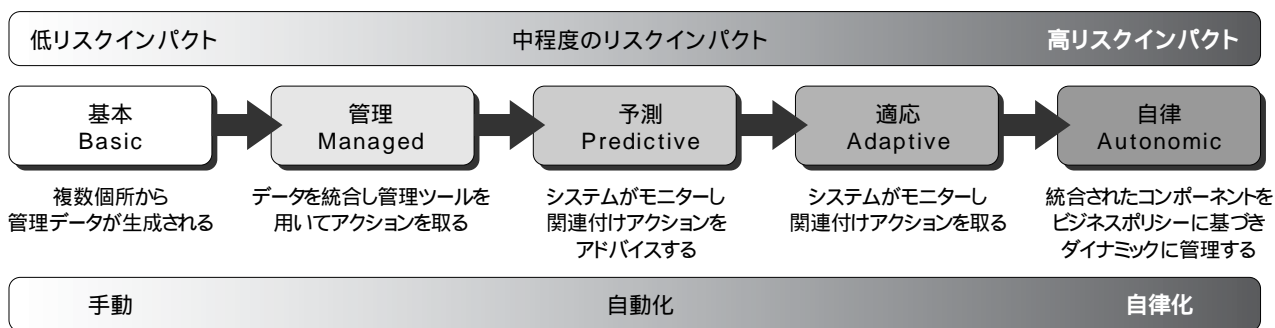 低リスクインパクト
中程度のリスクインパクト
高リスクインパクト
基本
Basic
管理
Managed
予測
Predictive
適応
Adaptive
自律
Autonomic
複数個所から
管理データが生成される
データを統合し管理ツールを
用いてアクションを取る
システムがモニターし
関連付けアクションを
アドバイスする
システムがモニターし
関連付けアクションを取る
統合されたコンポーネントを
ビジネスポリシーに基づき
ダイナミックに管理する
手動
自動化
自律化